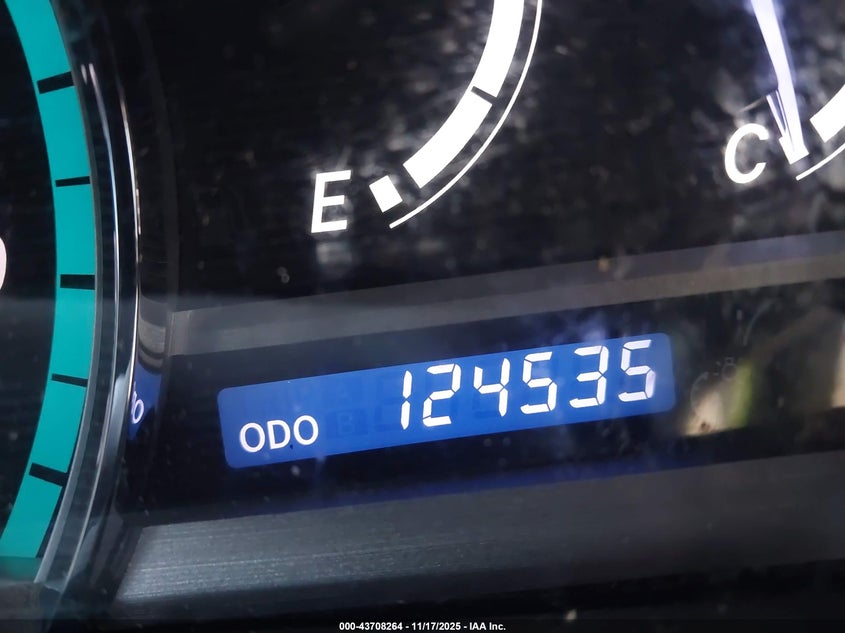 E
C
ODO 124535
000-43708264 - 11/17/2025 - IAA Inc.